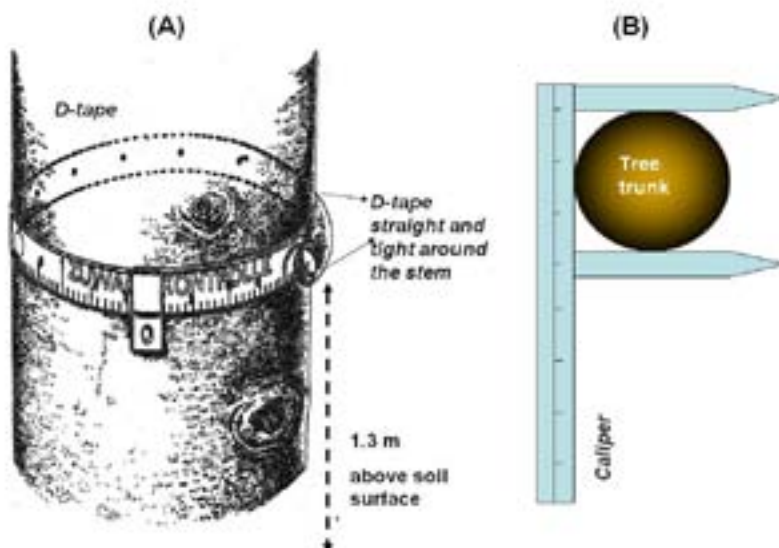 (A)
D-tape
D-tape
straight and
tight around
the stem
0
1.3 m
above soil
surface
(B)
Tree
trunk
Caliper